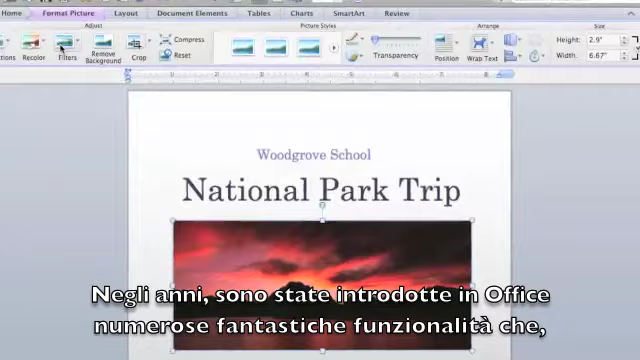 Home Format Picture Layout Document Elements Tables Charts SmartArt Review
Adjust Picture Styles Arrange Size
Recolor Filters Remove Background Crop Compress Reset Transparency Position Wrap Text Height: 2.9" Width: 6.67"
Woodgrove School
National Park Trip
Negli anni, sono state introdotte in Office
numerose fantastiche funzionalità che,